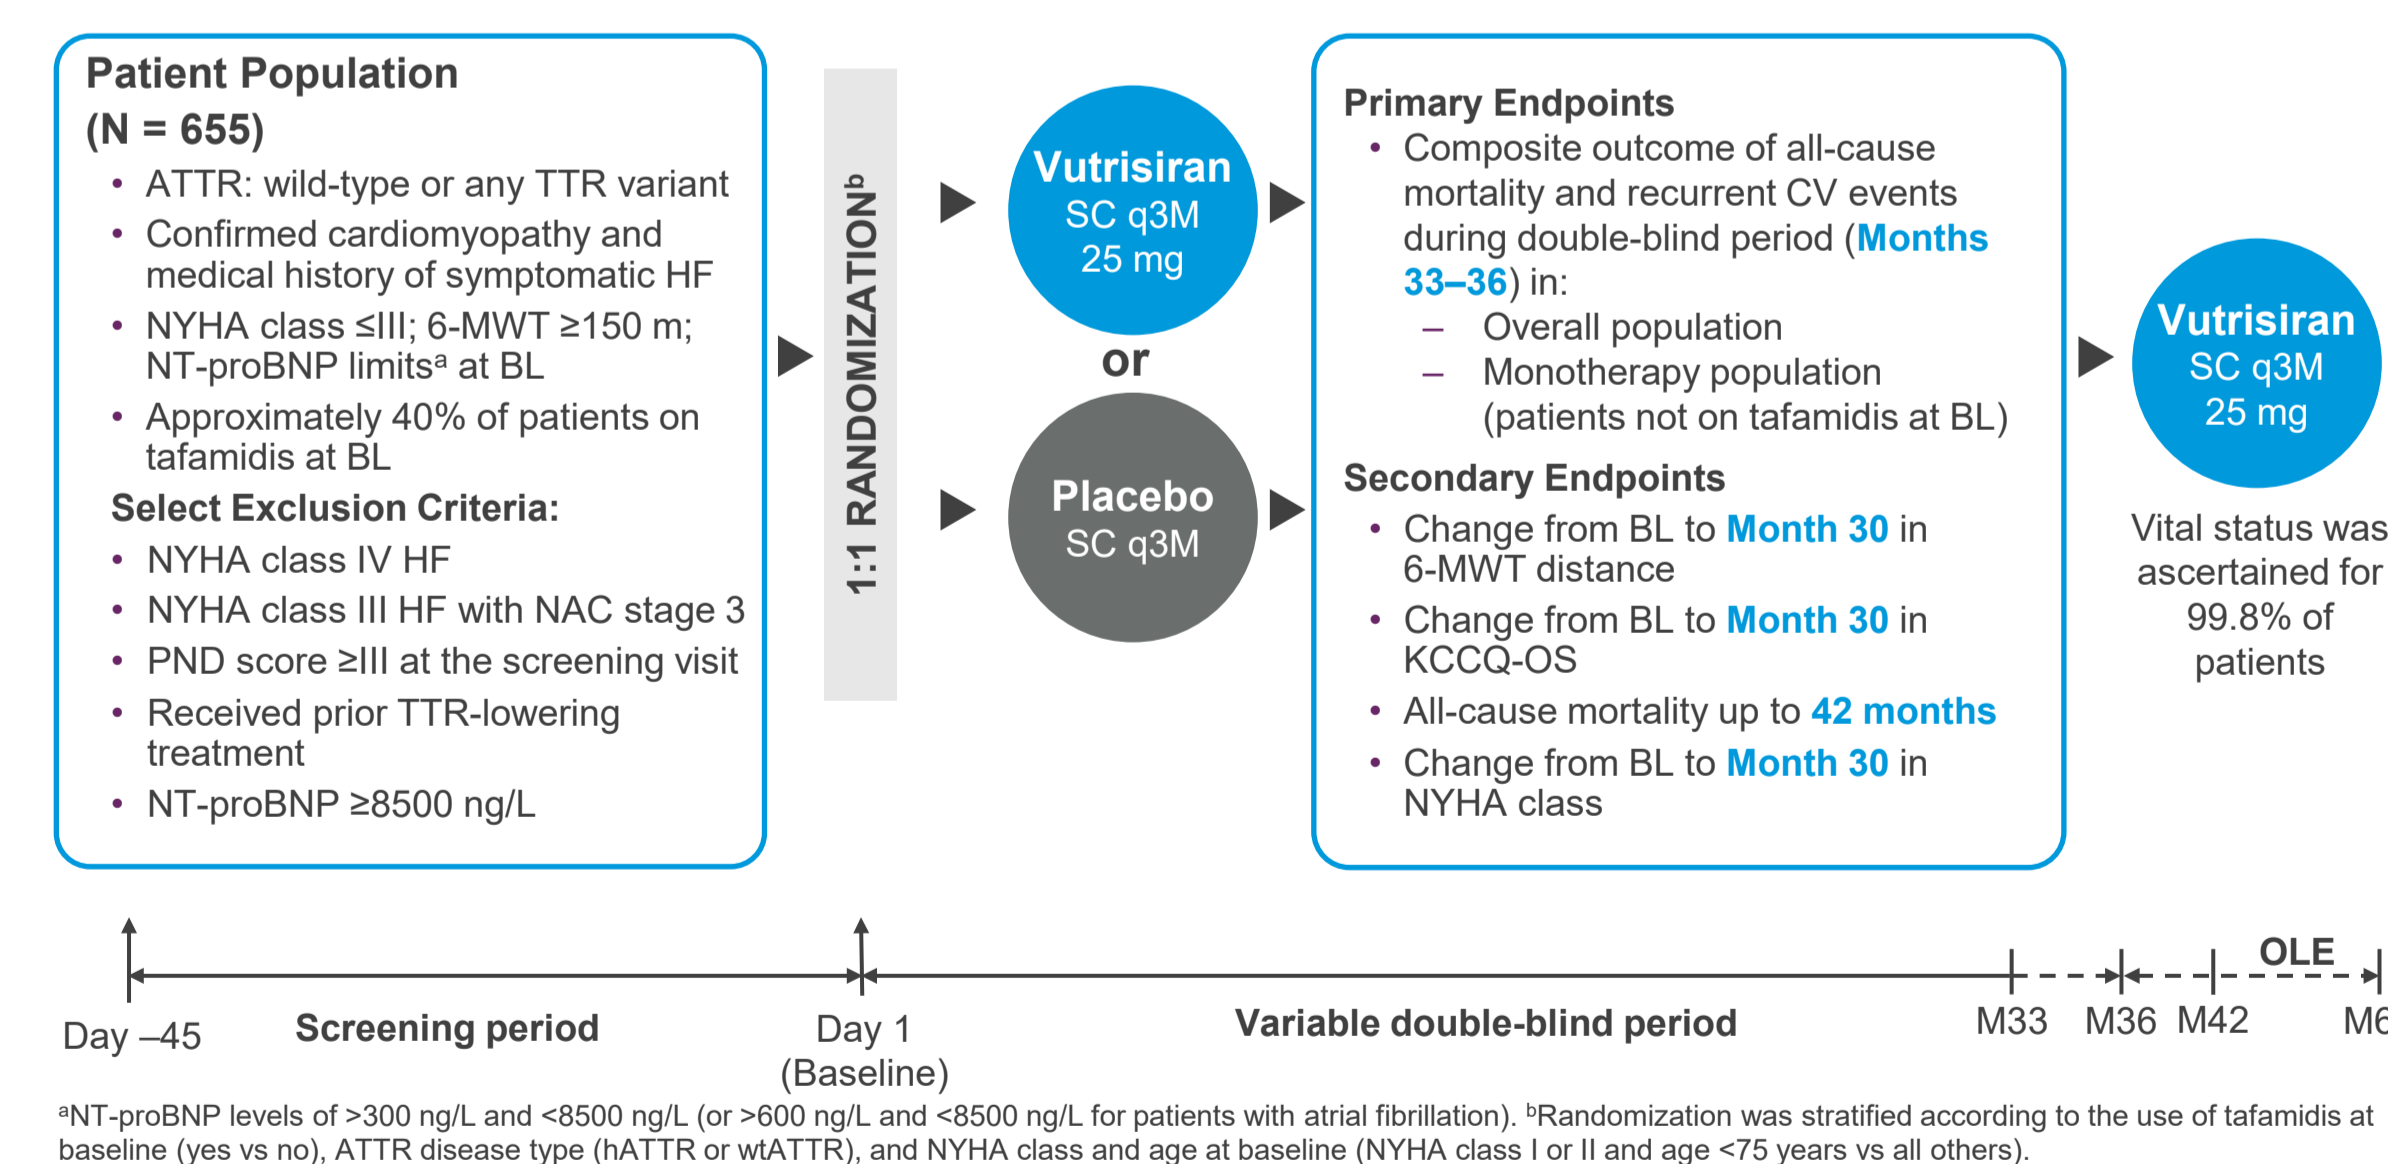 Patient Population
(N = 655)
• ATTR: wild-type or any TTR variant
• Confirmed cardiomyopathy and
medical history of symptomatic HF
• NYHA class ≤III; 6-MWT ≥150 m;
NT-proBNP limitsᵃ at BL
• Approximately 40% of patients on
tafamidis at BL
Select Exclusion Criteria:
• NYHA class IV HF
• NYHA class III HF with NAC stage 3
• PND score ≥III at the screening visit
• Received prior TTR-lowering
treatment
• NT-proBNP ≥8500 ng/L
1:1 RANDOMIZATIONᵇ
Vutrisiran
SC q3M
25 mg
or
Placebo
SC q3M
Primary Endpoints
• Composite outcome of all-cause
mortality and recurrent CV events
during double-blind period (Months
33–36) in:
– Overall population
– Monotherapy population
(patients not on tafamidis at BL)
Secondary Endpoints
• Change from BL to Month 30 in
6-MWT distance
• Change from BL to Month 30 in
KCCQ-OS
• All-cause mortality up to 42 months
• Change from BL to Month 30 in
NYHA class
Vutrisiran
SC q3M
25 mg
Vital status was
ascertained for
99.8% of
patients
Day –45
Screening period
Day 1
(Baseline)
Variable double-blind period
M33
M36
M42
OLE
ᵃNT-proBNP levels of >300 ng/L and <8500 ng/L (or >600 ng/L and <8500 ng/L for patients with atrial fibrillation). ᵇRandomization was stratified according to the use of tafamidis at
baseline (yes vs no), ATTR disease type (hATTR or wtATTR), and NYHA class and age at baseline (NYHA class I or II and age <75 years vs all others).